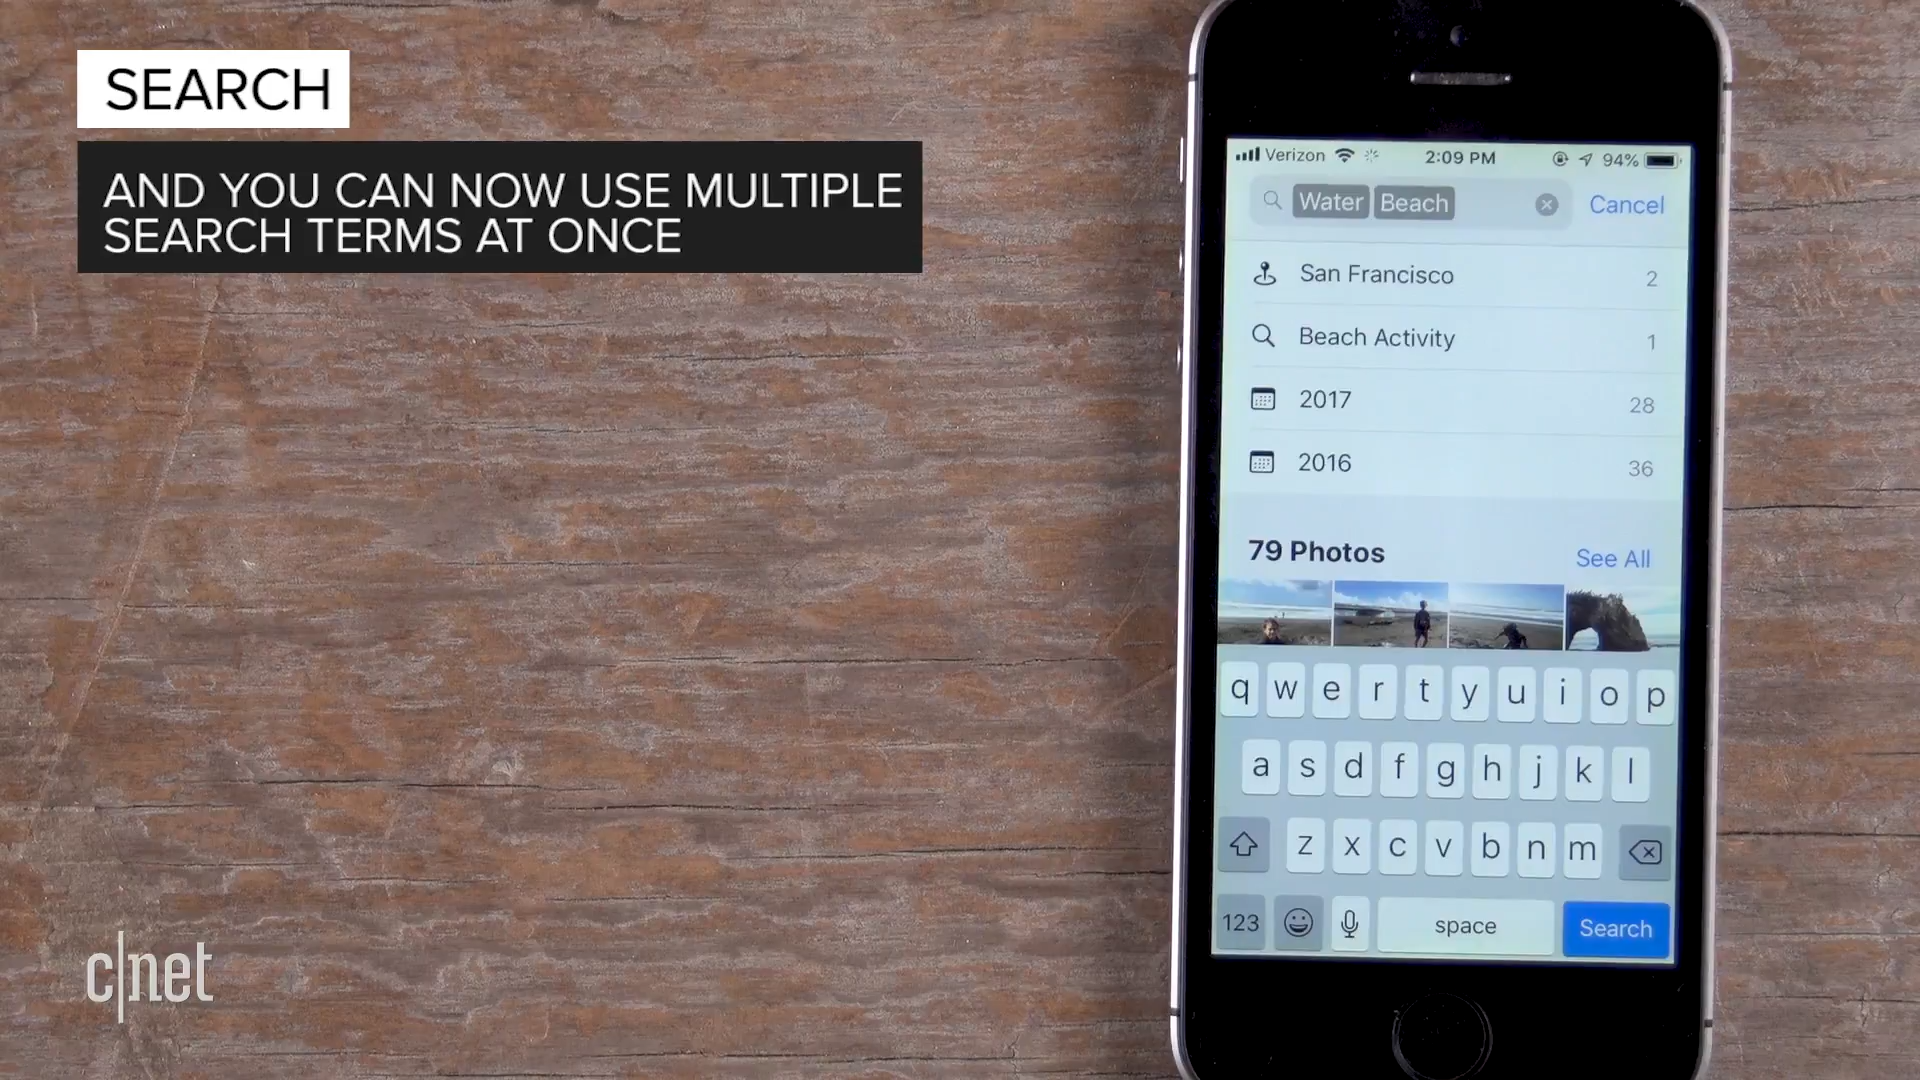 SEARCH
AND YOU CAN NOW USE MULTIPLE
SEARCH TERMS AT ONCE
Verizon 2:09 PM 94%
Water Beach Cancel
San Francisco 2
Beach Activity 1
2017 28
2016 36
79 Photos See All
q w e r t y u i o p
a s d f g h j k l
z x c v b n m
123 space Search
c|net